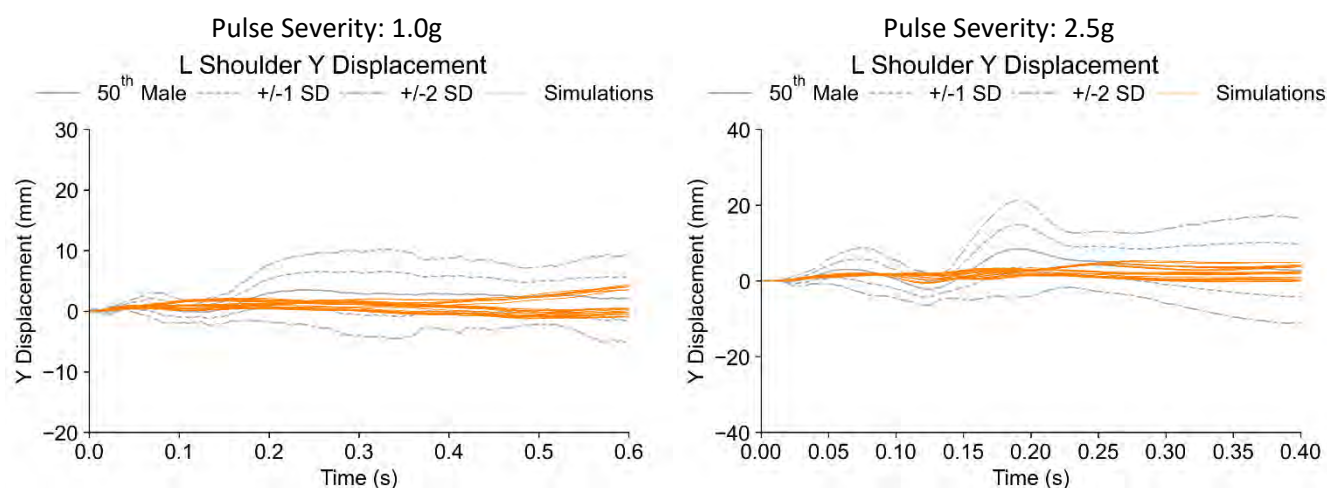 Pulse Severity: 1.0g
L Shoulder Y Displacement
50th Male +/-1 SD +/-2 SD Simulations
30
20
10
0
−10
−20
Y Displacement (mm)
0.0 0.1 0.2 0.3 0.4 0.5 0.6
Time (s)
Pulse Severity: 2.5g
L Shoulder Y Displacement
50th Male +/-1 SD +/-2 SD Simulations
40
20
0
−20
−40
Y Displacement (mm)
0.00 0.05 0.10 0.15 0.20 0.25 0.30 0.35 0.40
Time (s)